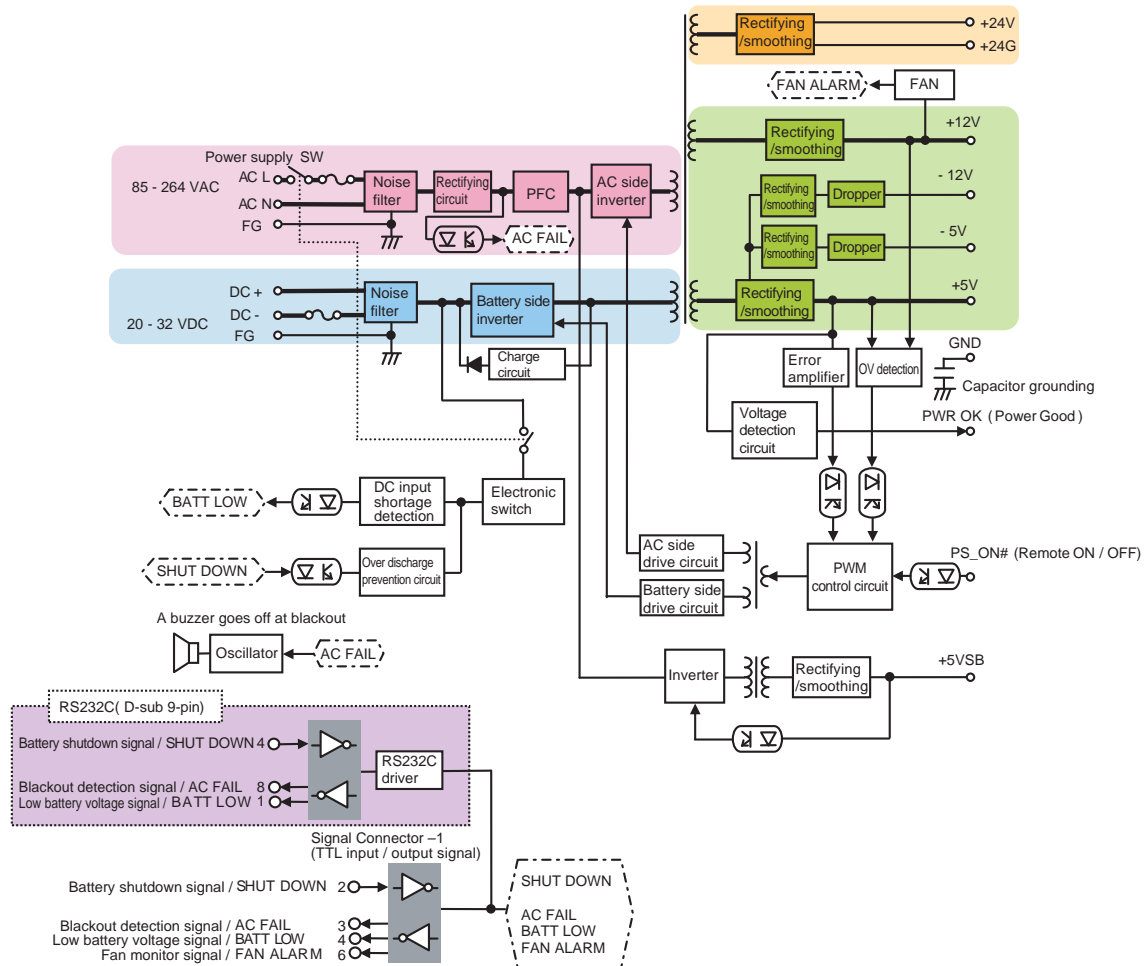 Rectifying
/smoothing
+24V
+24G
FAN ALARM
FAN
+12V
Rectifying
/smoothing
Power supply SW
85 - 264 VAC
AC L
AC N
FG
Noise
filter
Rectifying
circuit
PFC
AC side
inverter
AC FAIL
Rectifying
/smoothing
Dropper
- 12V
Rectifying
/smoothing
Dropper
- 5V
DC +
DC -
FG
20 - 32 VDC
Noise
filter
Battery side
inverter
Rectifying
/smoothing
+5V
Charge
circuit
Error
amplifier
OV detection
GND
Capacitor grounding
Voltage
detection
circuit
PWR OK ( Power Good )
BATT LOW
DC input
shortage
detection
Electronic
switch
SHUT DOWN
Over discharge
prevention circuit
AC side
drive circuit
Battery side
drive circuit
PWM
control circuit
PS_ON# (Remote ON / OFF)
A buzzer goes off at blackout
Oscillator
AC FAIL
Inverter
Rectifying
/smoothing
+5VSB
RS232C( D-sub 9-pin)
Battery shutdown signal / SHUT DOWN 4
Blackout detection signal / AC FAIL 8
Low battery voltage signal / BATT LOW 1
RS232C
driver
Signal Connector –1
(TTL input / output signal)
Battery shutdown signal / SHUT DOWN 2
Blackout detection signal / AC FAIL 3
Low battery voltage signal / BATT LOW 4
Fan monitor signal / FAN ALARM 6
SHUT DOWN
AC FAIL
BATT LOW
FAN ALARM